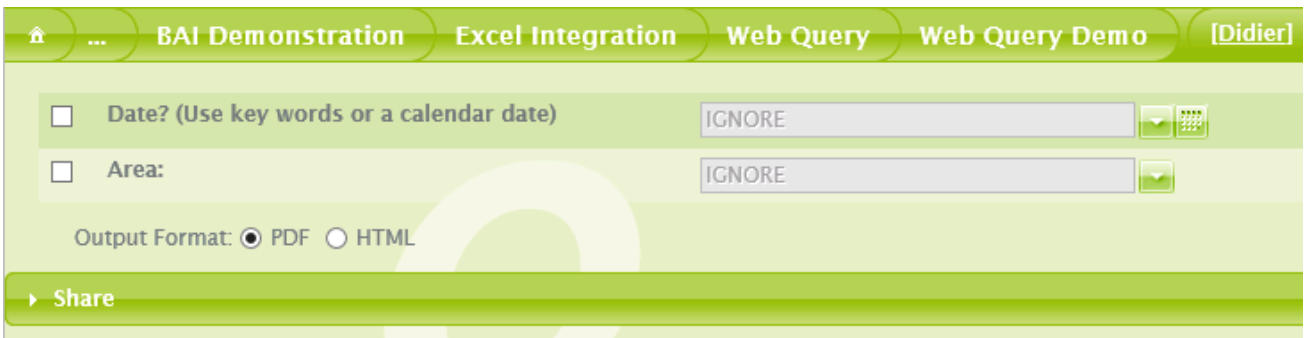 ... BAI Demonstration Excel Integration Web Query Web Query Demo [Didier]
Date? (Use key words or a calendar date) IGNORE
Area: IGNORE
Output Format: PDF HTML
Share